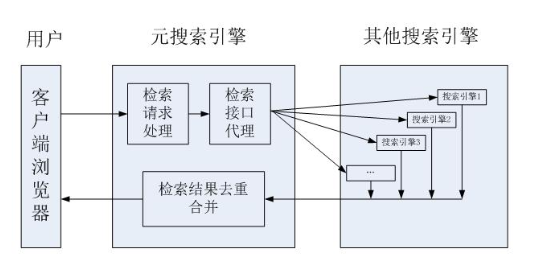 用户
元搜索引擎
其他搜索引擎
客
户
端
浏
览
器
检索
请求
处理
检索
接口
代理
搜索引擎1
搜索引擎2
搜索引擎3
...
检索结果去重
合并